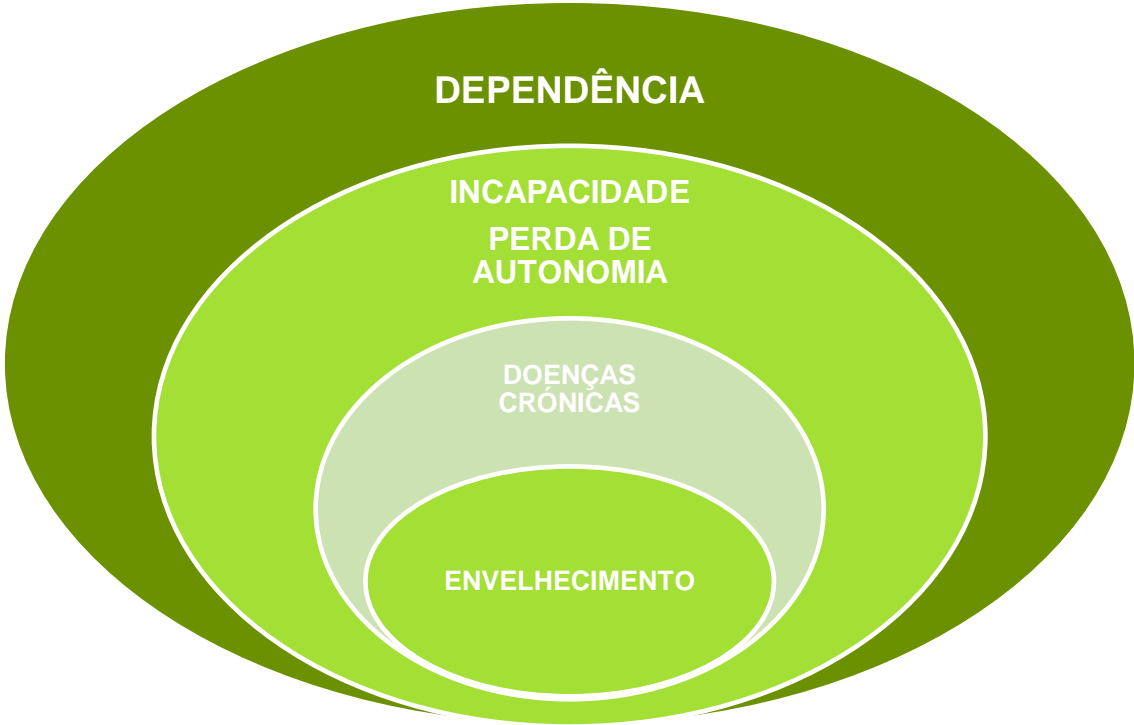 DEPENDÊNCIA
INCAPACIDADE
PERDA DE
AUTONOMIA
DOENÇAS
CRÓNICAS
ENVELHECIMENTO